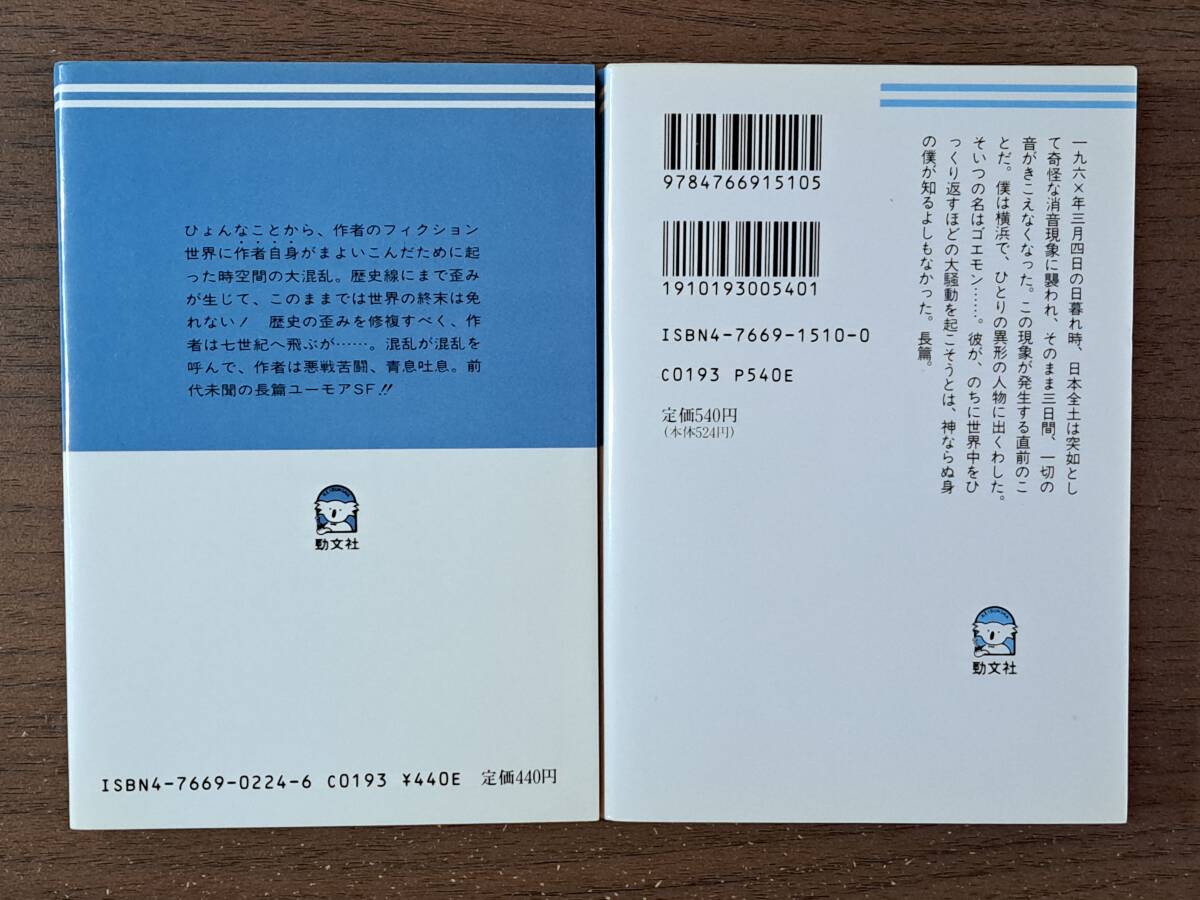 ひょんなことから、作者のフィクション
世界に作者自身がまよいこんだために起
った時空間の大混乱。歴史線にまで歪み
が生じて、このままでは世界の終末は免
れない! 歴史の歪みを修複すべく、作
者は七世紀へ飛ぶが……。混乱が混乱を
呼んで、作者は悪戦苦闘、青息吐息。前
代未聞の長篇ユーモアSF!!
勁文社
ISBN4-7669-0224-6 C0193 ¥440E 定価440円
9784766915105
1910193005401
ISBN4-7669-1510-0
C0193 P540E
定価540円
(本体524円)
一九六×年三月四日の日暮れ時、日本全土は突如とし
て奇怪な消音現象に襲われ、そのまま三日間、一切の
音がきこえなくなった。この現象が発生する直前のこ
とだ。僕は横浜で、ひとりの異形の人物に出くわした。
そいつの名はゴエモン……。彼が、のちに世界中をひ
っくり返すほどの大騒動を起こそうとは、神ならぬ身
の僕が知るよしもなかった。長篇。
勁文社